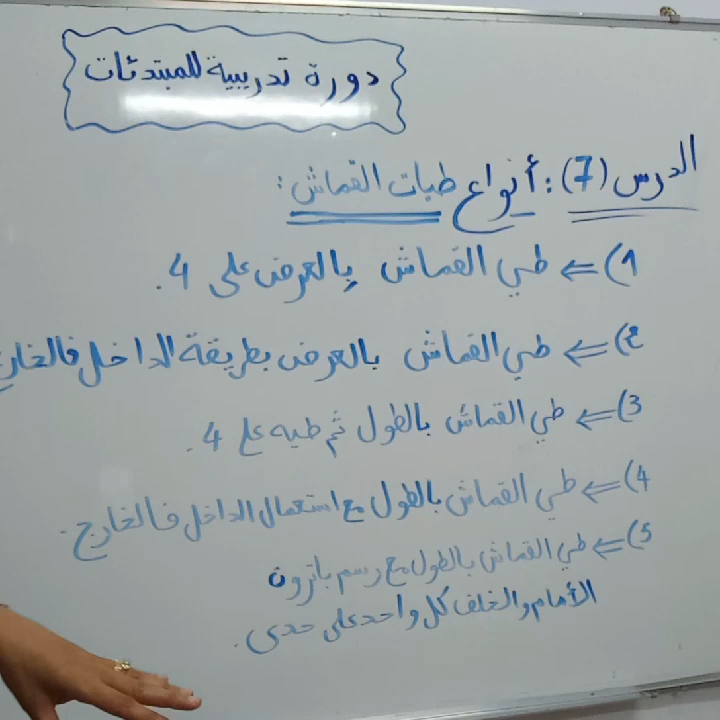 دورة تدريبية للمبتدئات
الدرس (7): أنواع طبات القماش:
1) ⇐ طي القماش بالعرض على 4.
2) ⇐ طي القماش بالعرض بطريقة الداخل فالخارج
3) ⇐ طي القماش بالطول ثم طيه على 4.
4) ⇐ طي القماش بالطول مع استعمال الداخل فالخارج.
5) ⇐ طي القماش بالطول مع رسم باترون
الأمام والخلف كل واحد على حدى.